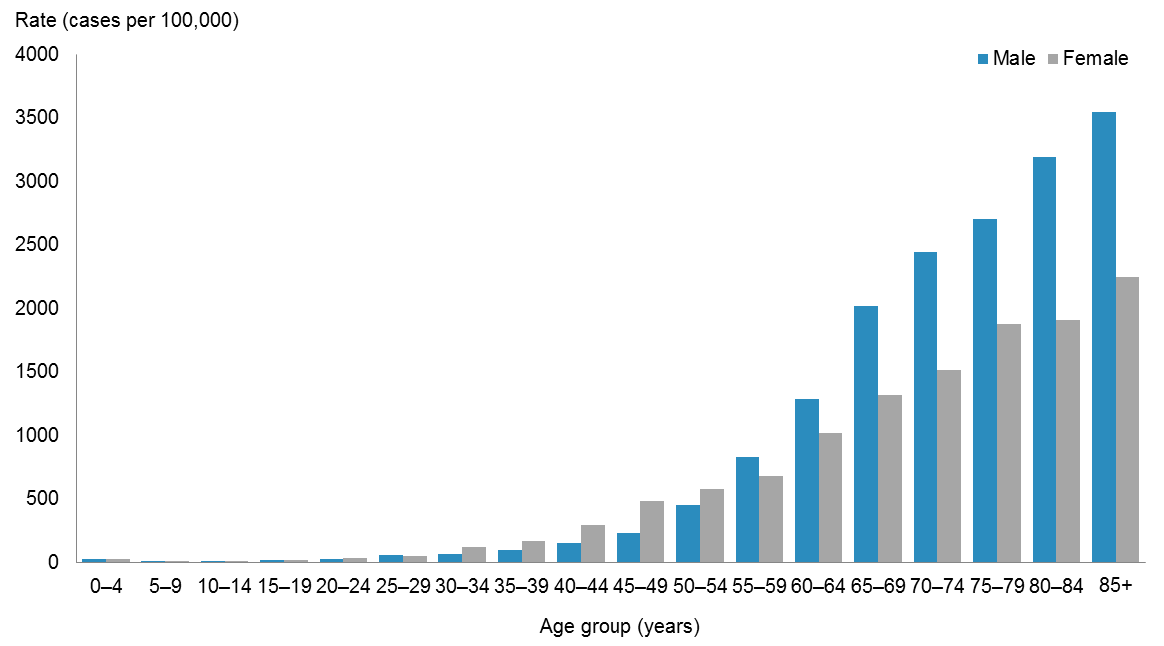 Rate (cases per 100,000)
Male Female
4000
3500
3000
2500
2000
1500
1000
500
0
0–4 5–9 10–14 15–19 20–24 25–29 30–34 35–39 40–44 45–49 50–54 55–59 60–64 65–69 70–74 75–79 80–84 85+
Age group (years)